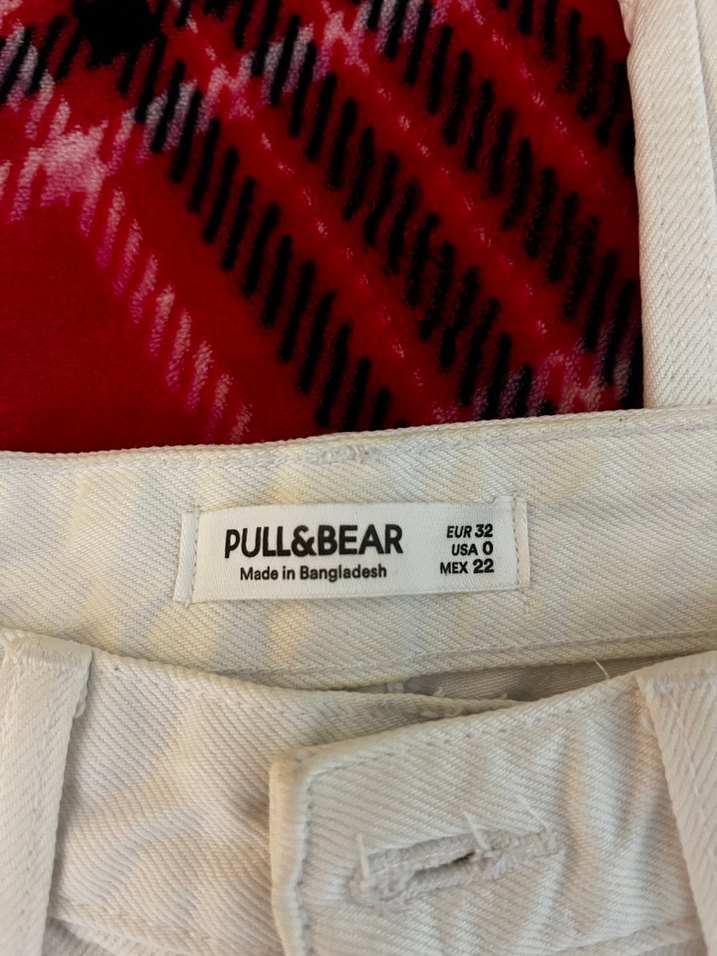 PULL&BEAR
Made in Bangladesh
EUR 32
USA 0
MEX 22